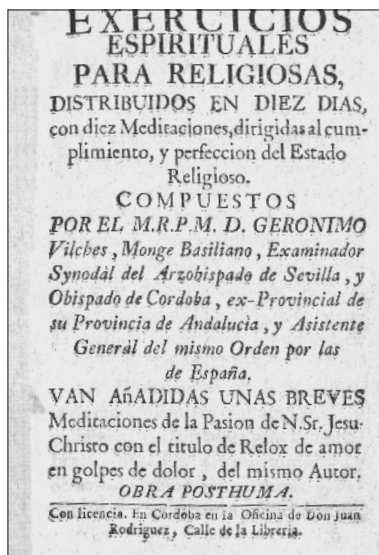 EXERCICIOS
ESPIRITUALES
PARA RELIGIOSAS,
DISTRIBUIDOS EN DIEZ DIAS,
con diez Meditaciones, dirigidas al cum-
plimiento, y perfeccion del Estado
Religioso.
COMPUESTOS
POR EL M.R.P.M. D. GERONIMO
Vilches, Monge Basiliano, Examinador
Synodàl del Arzobispado de Sevilla, y
Obispado de Cordoba, ex-Provincial de
su Provincia de Andalucìa, y Asistente
Generàl del mismo Orden por las
de España.
VAN AñADIDAS UNAS BREVES
Meditaciones de la Pasion de N.Sr. Jesu-
Christo con el titulo de Relox de amor
en golpes de dolor, del mismo Autor.
OBRA POSTHUMA.
Con licencia. En Cordoba en la Oficina de Don Juan
Rodriguez, Calle de la Libreria.